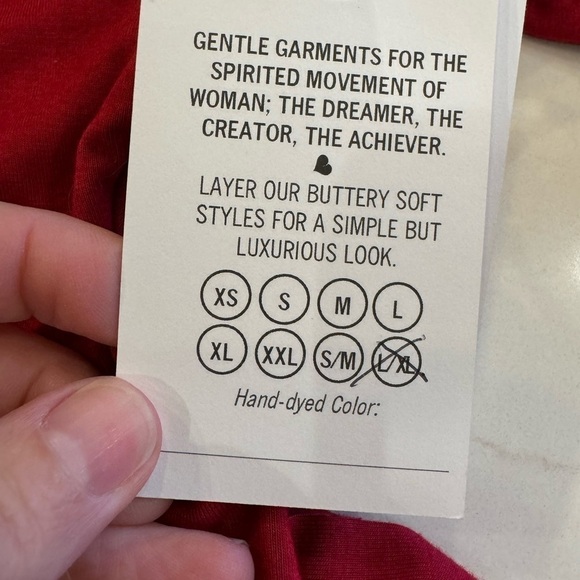 GENTLE GARMENTS FOR THE
SPIRITED MOVEMENT OF
WOMAN; THE DREAMER, THE
CREATOR, THE ACHIEVER.
LAYER OUR BUTTERY SOFT
STYLES FOR A SIMPLE BUT
LUXURIOUS LOOK.
XS S M L
XL XXL S/M L/XL
Hand-dyed Color: